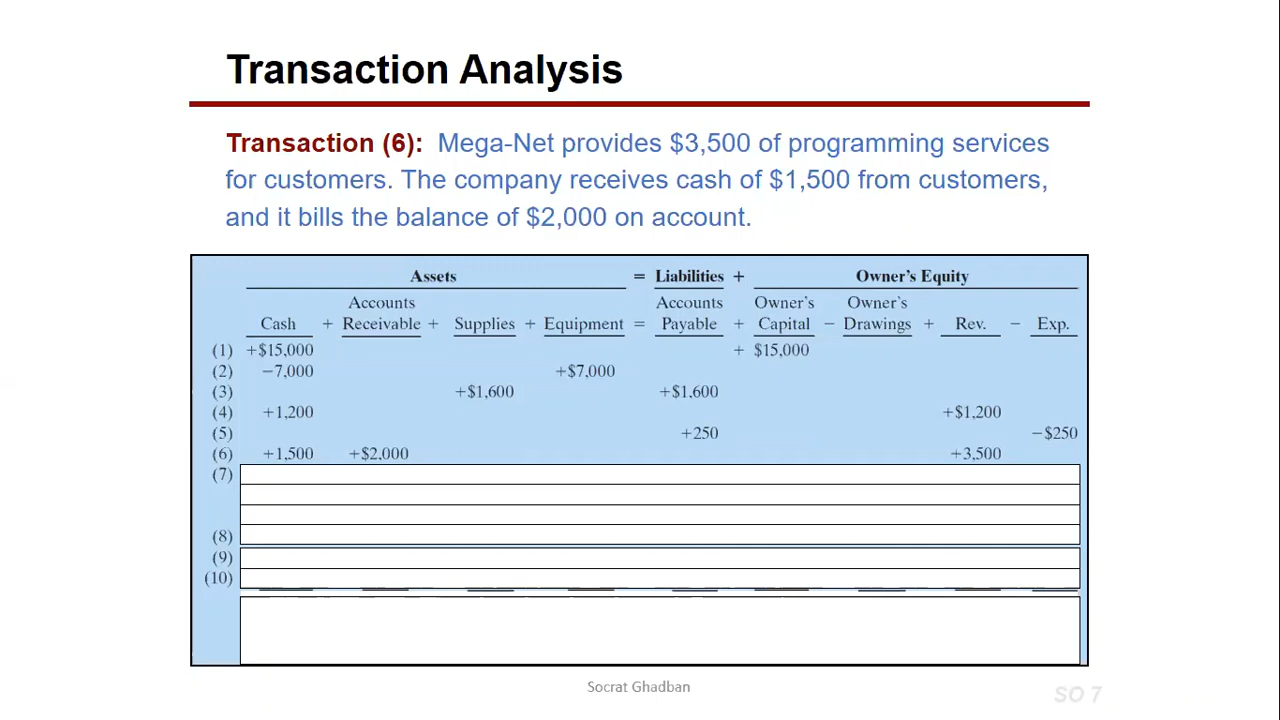 Transaction Analysis
Transaction (6): Mega-Net provides $3,500 of programming services
for customers. The company receives cash of $1,500 from customers,
and it bills the balance of $2,000 on account.
Assets = Liabilities + Owner's Equity
Accounts Accounts Owner's Owner's
Cash + Receivable + Supplies + Equipment = Payable + Capital − Drawings + Rev. − Exp.
(1) +$15,000 + $15,000
(2) −7,000 +$7,000
(3) +$1,600 +$1,600
(4) +1,200 +$1,200
(5) +250 −$250
(6) +1,500 +$2,000 +3,500
(7)
(8)
(9)
(10)
Socrat Ghadban
SO 7